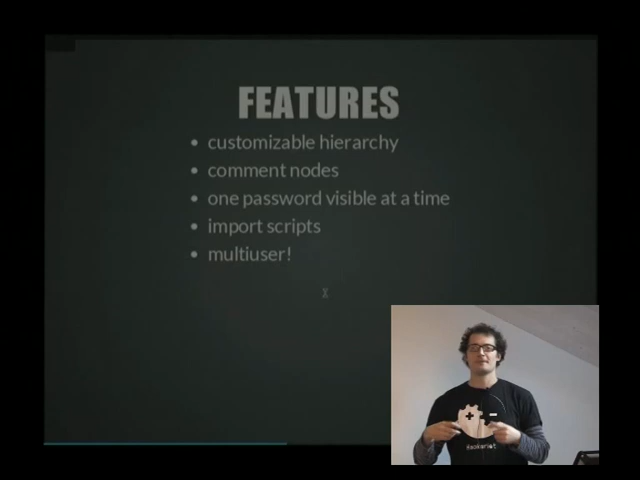 FEATURES
• customizable hierarchy
• comment nodes
• one password visible at a time
• import scripts
• multiuser!